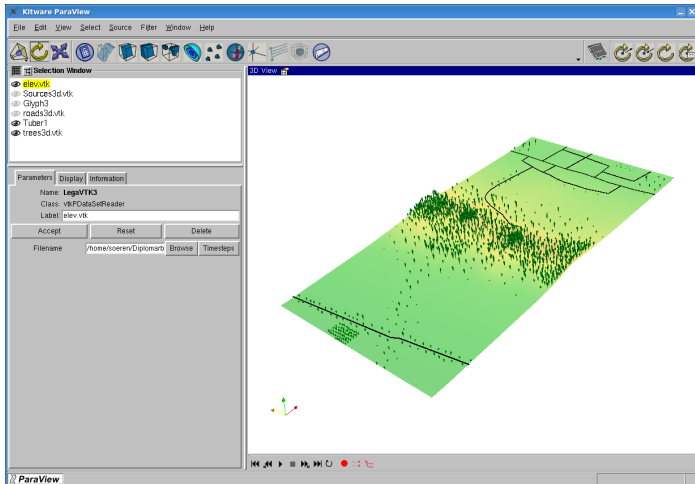 Kitware ParaView
File Edit View Select Source Filter Window Help
Selection Window
3D View
elev.vtk
Sources3d.vtk
Glyph3
roads3d.vtk
Tuber1
trees3d.vtk
Parameters Display Information
Name: LegaVTK3
Class: vtkPDataSetReader
Label: elev.vtk
Accept Reset Delete
Filename /home/soeren/Diplomarb Browse Timesteps
ParaView